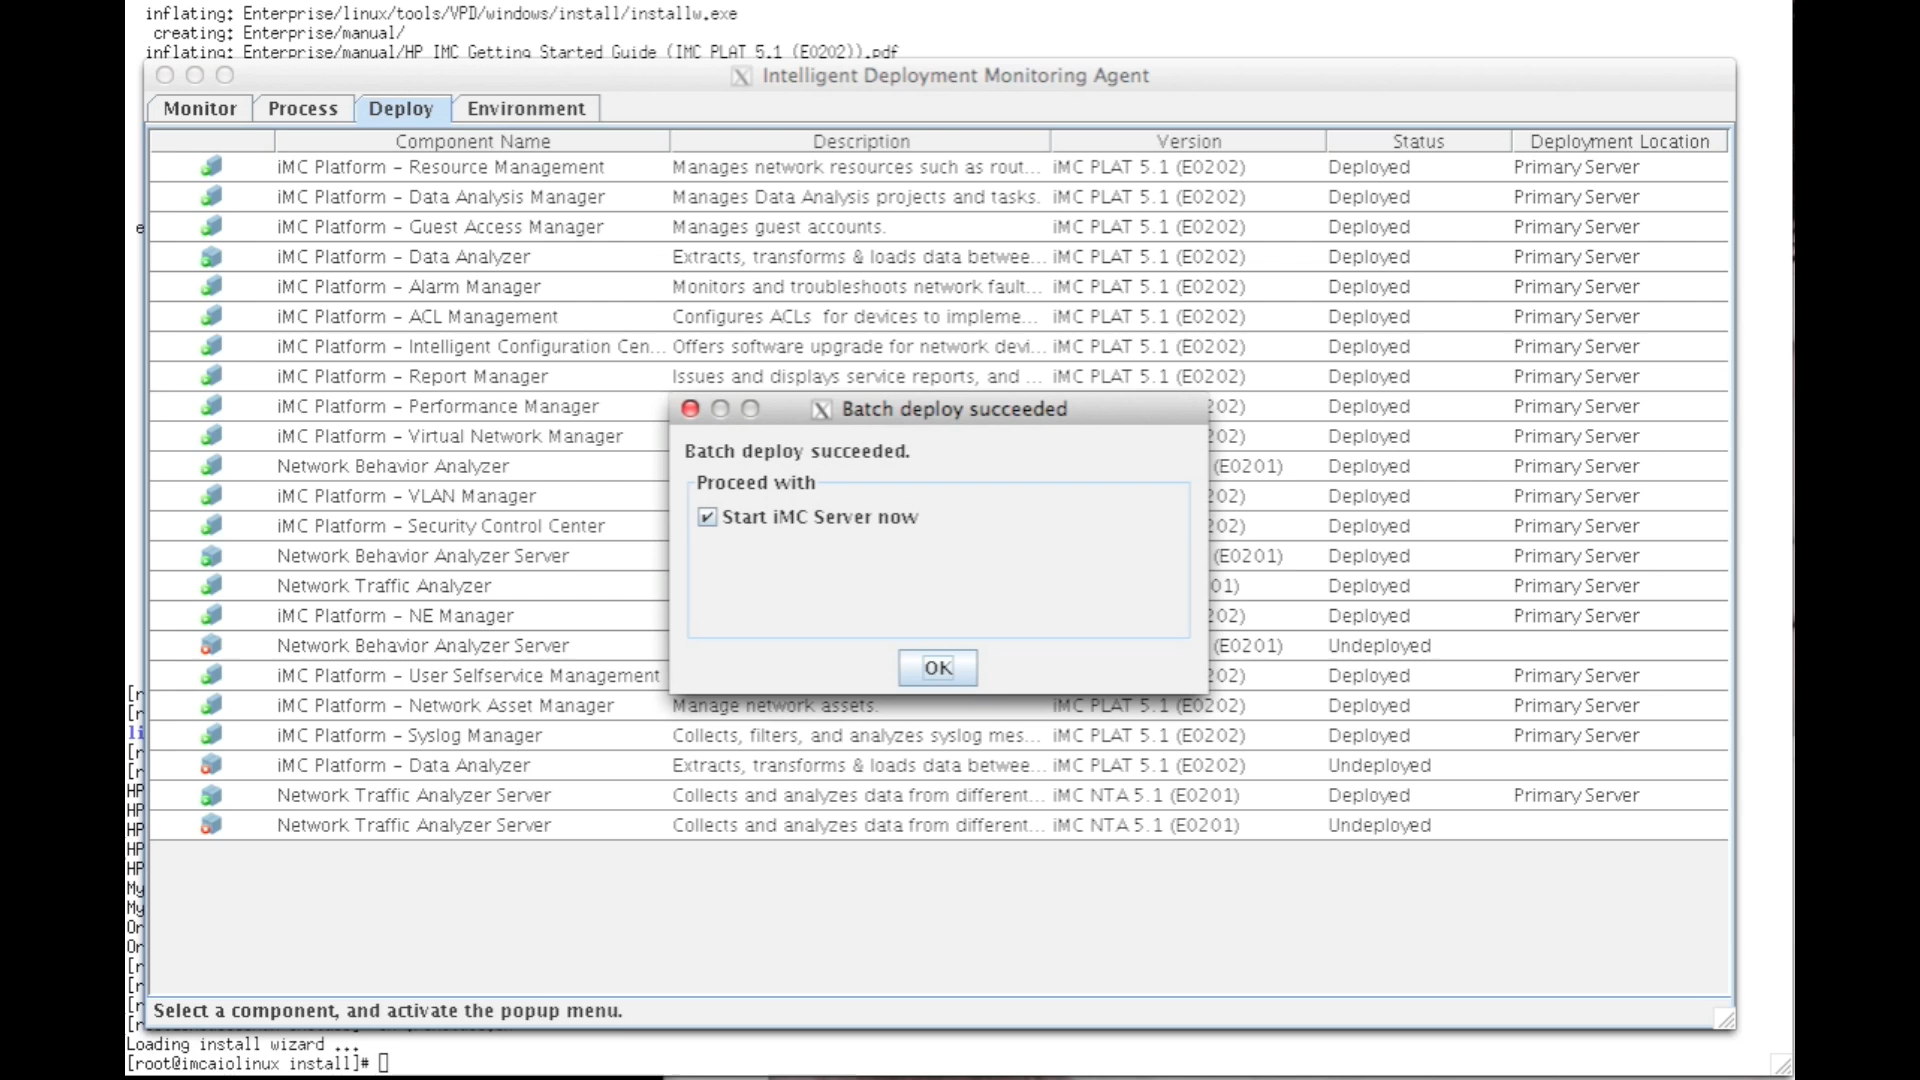 inflating: Enterprise/linux/tools/VPD/windows/install/installw.exe
creating: Enterprise/manual/
inflating: Enterprise/manual/HP IMC Getting Started Guide (IMC PLAT 5.1 (E0202)).pdf
Intelligent Deployment Monitoring Agent
Monitor Process Deploy Environment
Component Name Description Version Status Deployment Location
iMC Platform – Resource Management Manages network resources such as rout... iMC PLAT 5.1 (E0202) Deployed Primary Server
iMC Platform – Data Analysis Manager Manages Data Analysis projects and tasks. iMC PLAT 5.1 (E0202) Deployed Primary Server
iMC Platform – Guest Access Manager Manages guest accounts. iMC PLAT 5.1 (E0202) Deployed Primary Server
iMC Platform – Data Analyzer Extracts, transforms & loads data betwee... iMC PLAT 5.1 (E0202) Deployed Primary Server
iMC Platform – Alarm Manager Monitors and troubleshoots network fault... iMC PLAT 5.1 (E0202) Deployed Primary Server
iMC Platform – ACL Management Configures ACLs for devices to impleme... iMC PLAT 5.1 (E0202) Deployed Primary Server
iMC Platform – Intelligent Configuration Cen... Offers software upgrade for network devi... iMC PLAT 5.1 (E0202) Deployed Primary Server
iMC Platform – Report Manager Issues and displays service reports, and ... iMC PLAT 5.1 (E0202) Deployed Primary Server
iMC Platform – Performance Manager 202) Deployed Primary Server
iMC Platform – Virtual Network Manager 202) Deployed Primary Server
Network Behavior Analyzer (E0201) Deployed Primary Server
iMC Platform – VLAN Manager 202) Deployed Primary Server
iMC Platform – Security Control Center 202) Deployed Primary Server
Network Behavior Analyzer Server (E0201) Deployed Primary Server
Network Traffic Analyzer 01) Deployed Primary Server
iMC Platform – NE Manager 202) Deployed Primary Server
Network Behavior Analyzer Server (E0201) Undeployed
iMC Platform – User Selfservice Management 202) Deployed Primary Server
iMC Platform – Network Asset Manager Manage network assets. iMC PLAT 5.1 (E0202) Deployed Primary Server
iMC Platform – Syslog Manager Collects, filters, and analyzes syslog mes... iMC PLAT 5.1 (E0202) Deployed Primary Server
iMC Platform – Data Analyzer Extracts, transforms & loads data betwee... iMC PLAT 5.1 (E0202) Undeployed
Network Traffic Analyzer Server Collects and analyzes data from different... iMC NTA 5.1 (E0201) Deployed Primary Server
Network Traffic Analyzer Server Collects and analyzes data from different... iMC NTA 5.1 (E0201) Undeployed
Batch deploy succeeded
Batch deploy succeeded.
Proceed with
Start iMC Server now
OK
e
[r
[r
li
[r
[r
HP
HP
HP
HP
HP
My
My
Or
Or
[r
[r
[r
[r
Select a component, and activate the popup menu.
Loading install wizard ...
[root@imcaiolinux install]#